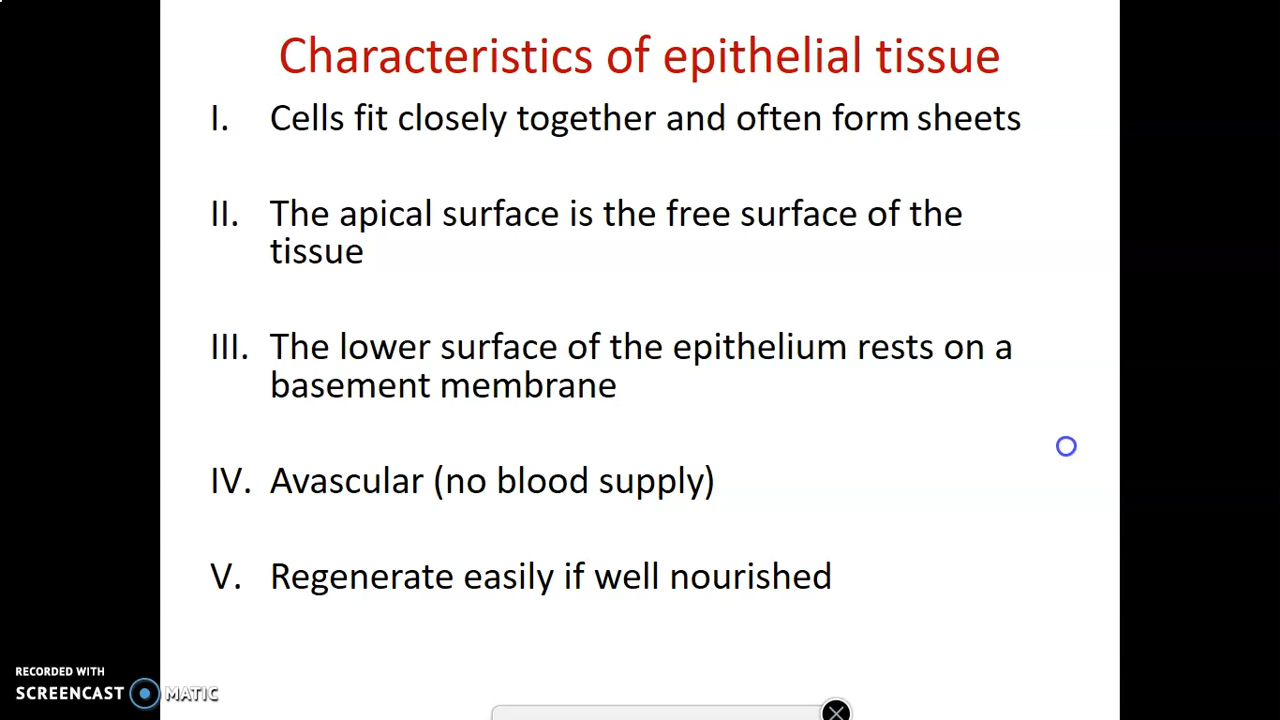 Characteristics of epithelial tissue
I. Cells fit closely together and often form sheets
II. The apical surface is the free surface of the
tissue
III. The lower surface of the epithelium rests on a
basement membrane
IV. Avascular (no blood supply)
V. Regenerate easily if well nourished
RECORDED WITH
SCREENCAST MATIC